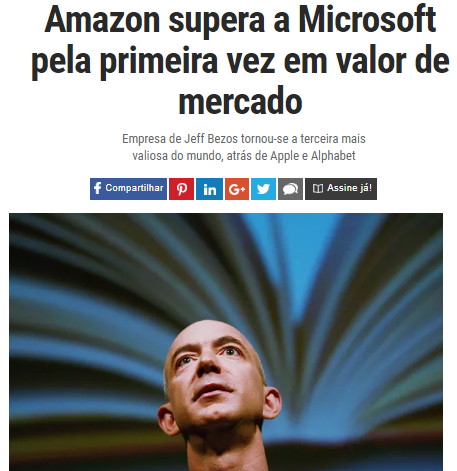 Amazon supera a Microsoft
pela primeira vez em valor de
mercado
Empresa de Jeff Bezos tornou-se a terceira mais
valiosa do mundo, atrás de Apple e Alphabet
Compartilhar
Assine já!